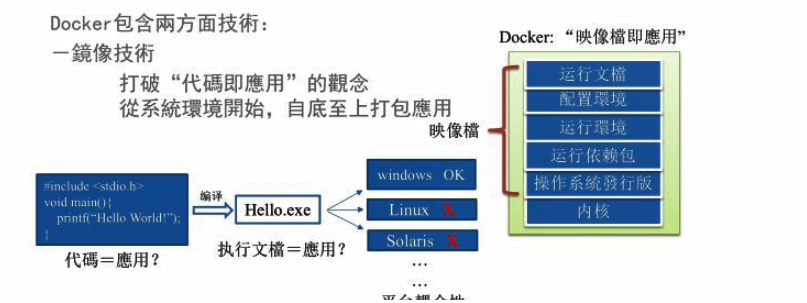 Docker包含兩方面技術：
－鏡像技術
打破“代碼即應用”的觀念
從系統環境開始，自底至上打包應用
#include <stdio.h>
void main(){
printf(“Hello World!”);
}
代碼＝應用？
编译
Hello.exe
执行文檔＝應用？
windows OK
Linux X
Solaris X
…
…
Docker: “映像檔即應用”
映像檔
运行文檔
配置環境
运行環境
运行依賴包
操作系統發行版
内核